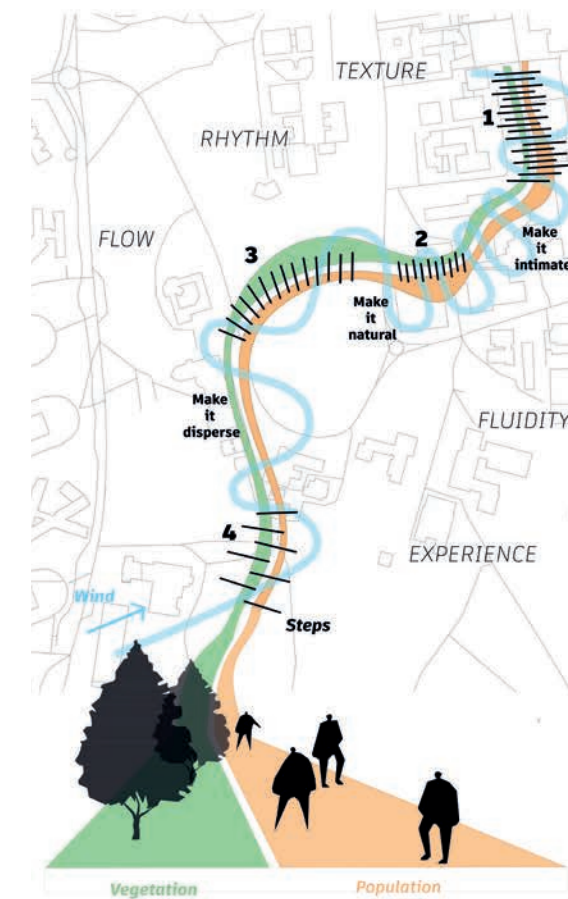 TEXTURE
1
RHYTHM
Make
it
intimate
FLOW
3
2
Make
it
natural
Make
it
disperse
FLUIDITY
4
EXPERIENCE
Wind
Steps
Vegetation
Population